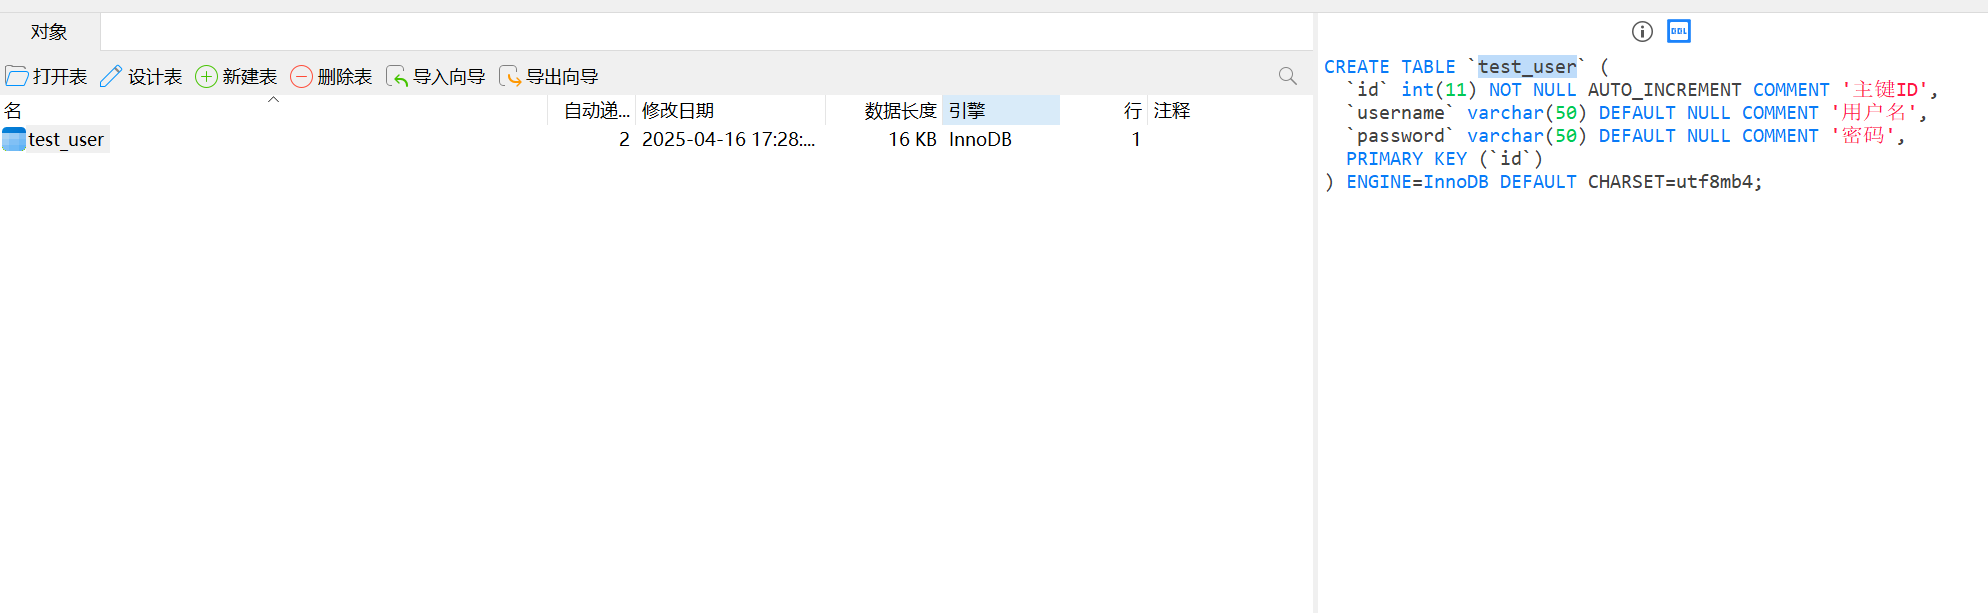 对象
打开表 设计表 新建表 删除表 导入向导 导出向导
名 自动递... 修改日期 数据长度 引擎 行 注释
test_user 2 2025-04-16 17:28:... 16 KB InnoDB 1
DDL
CREATE TABLE `test_user` (
  `id` int(11) NOT NULL AUTO_INCREMENT COMMENT '主键ID',
  `username` varchar(50) DEFAULT NULL COMMENT '用户名',
  `password` varchar(50) DEFAULT NULL COMMENT '密码',
  PRIMARY KEY (`id`)
) ENGINE=InnoDB DEFAULT CHARSET=utf8mb4;